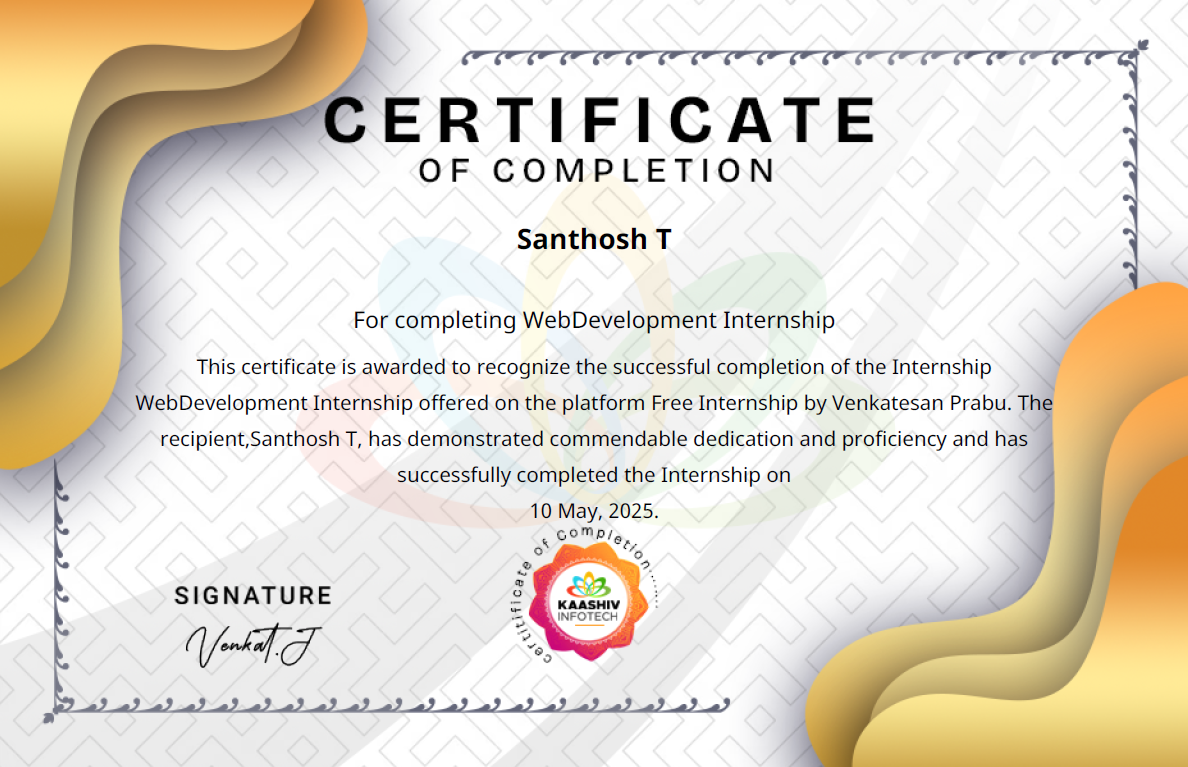 CERTIFICATE
OF COMPLETION
Santhosh T
For completing WebDevelopment Internship
This certificate is awarded to recognize the successful completion of the Internship
WebDevelopment Internship offered on the platform Free Internship by Venkatesan Prabu. The
recipient,Santhosh T, has demonstrated commendable dedication and proficiency and has
successfully completed the Internship on
10 May, 2025.
certitificate of Completion........
KAASHIV
INFOTECH
SIGNATURE
Venkat.J